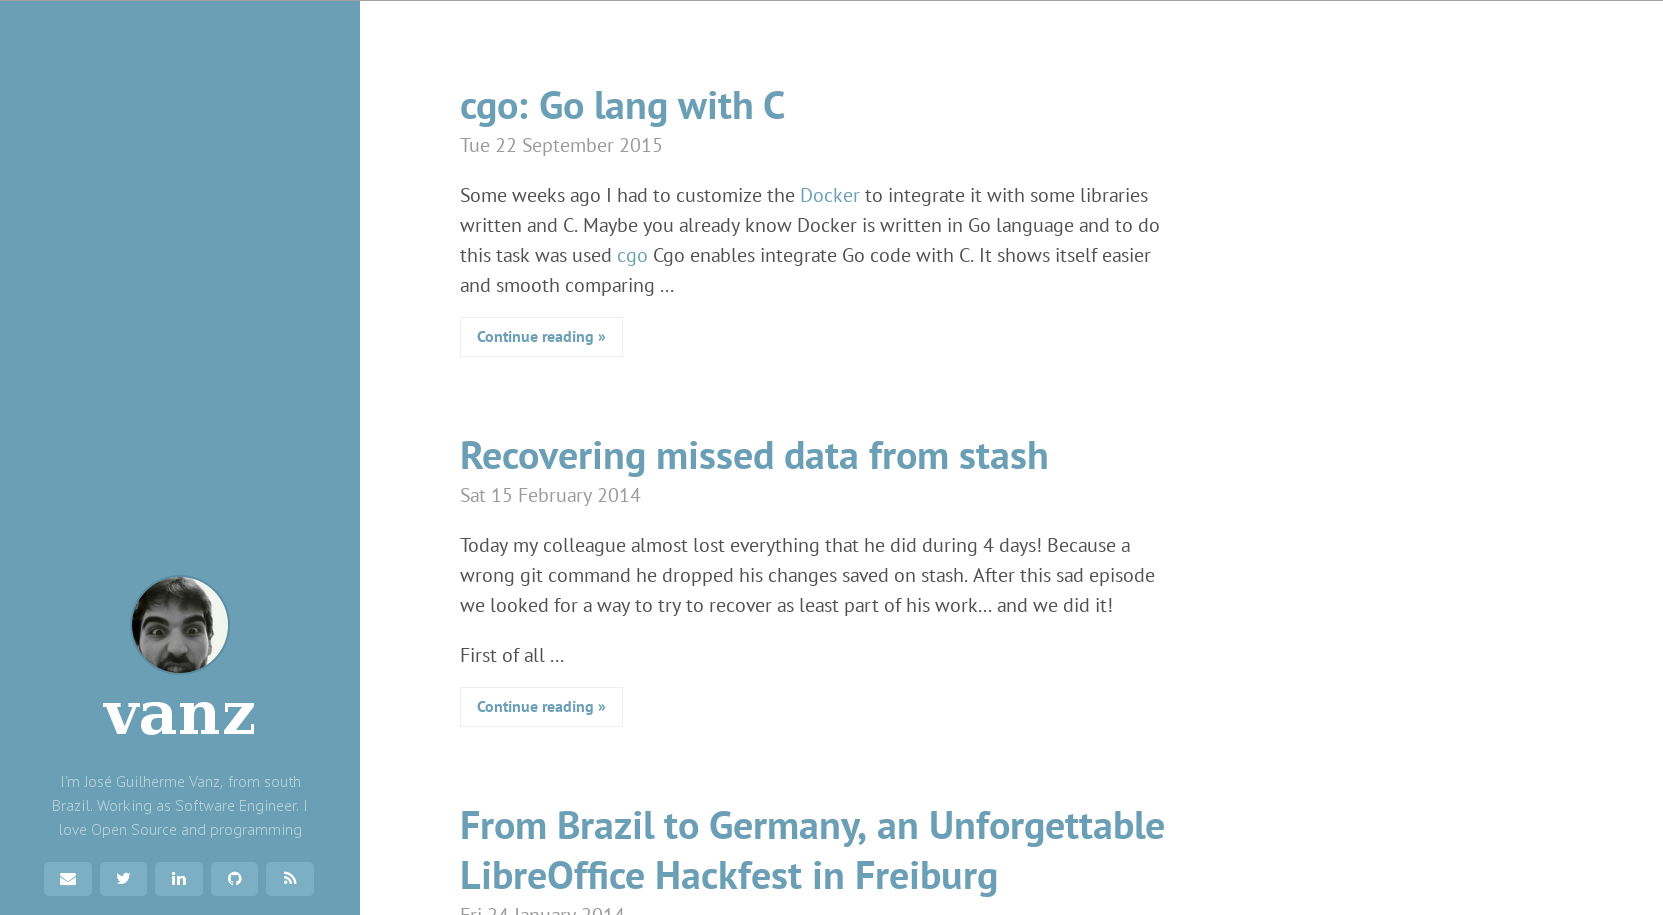 cgo: Go lang with C
Tue 22 September 2015
Some weeks ago I had to customize the Docker to integrate it with some libraries
written and C. Maybe you already know Docker is written in Go language and to do
this task was used cgo Cgo enables integrate Go code with C. It shows itself easier
and smooth comparing ...
Continue reading »
Recovering missed data from stash
Sat 15 February 2014
Today my colleague almost lost everything that he did during 4 days! Because a
wrong git command he dropped his changes saved on stash. After this sad episode
we looked for a way to try to recover as least part of his work... and we did it!
First of all ...
Continue reading »
From Brazil to Germany, an Unforgettable
LibreOffice Hackfest in Freiburg
Fri 24 January 2014
vanz
I'm José Guilherme Vanz, from south
Brazil. Working as Software Engineer. I
love Open Source and programming